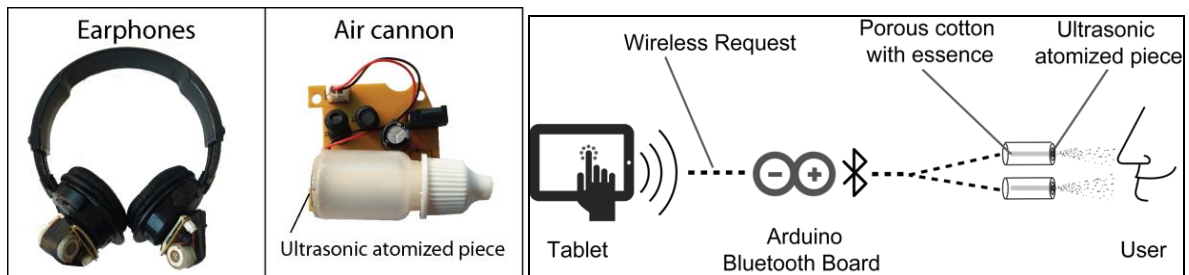 Earphones
Air cannon
Ultrasonic atomized piece
Wireless Request
Porous cotton
with essence
Ultrasonic
atomized piece
Tablet
Arduino
Bluetooth Board
User